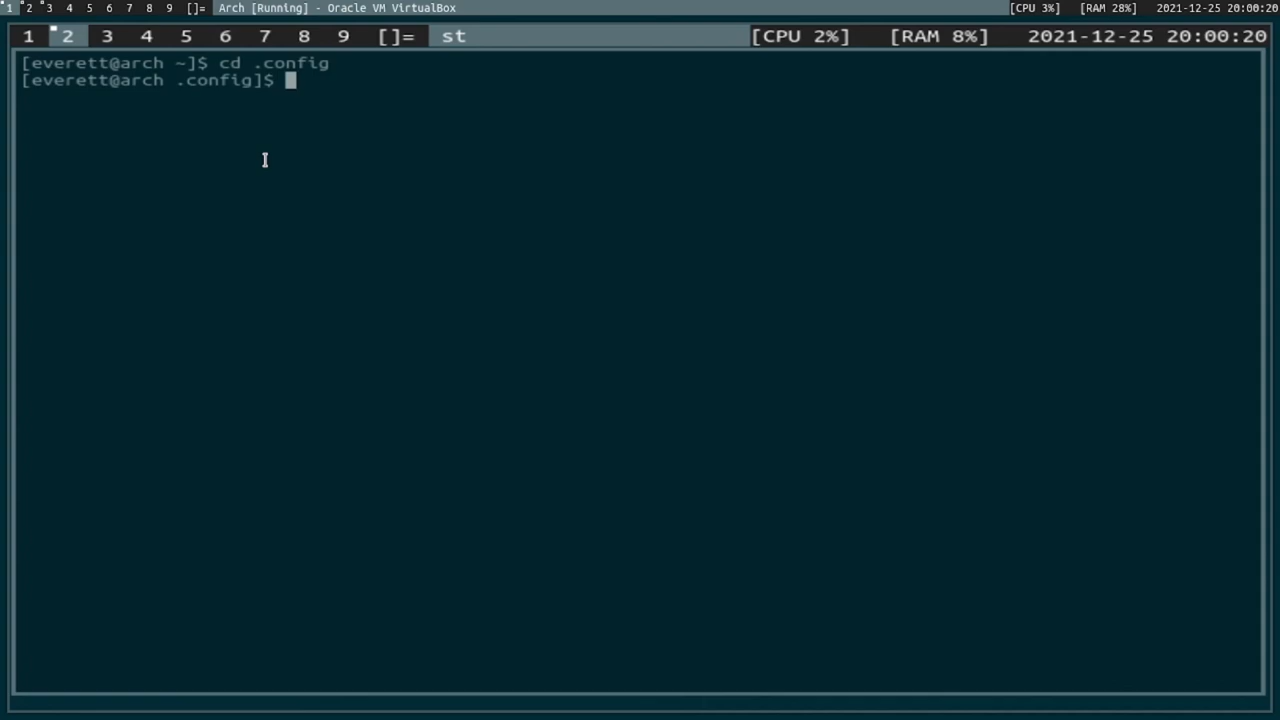 1 2 3 4 5 6 7 8 9 []= Arch [Running] - Oracle VM VirtualBox [CPU 3%] [RAM 28%] 2021-12-25 20:00:20
1 2 3 4 5 6 7 8 9 []= st [CPU 2%] [RAM 8%] 2021-12-25 20:00:20
[everett@arch ~]$ cd .config
[everett@arch .config]$